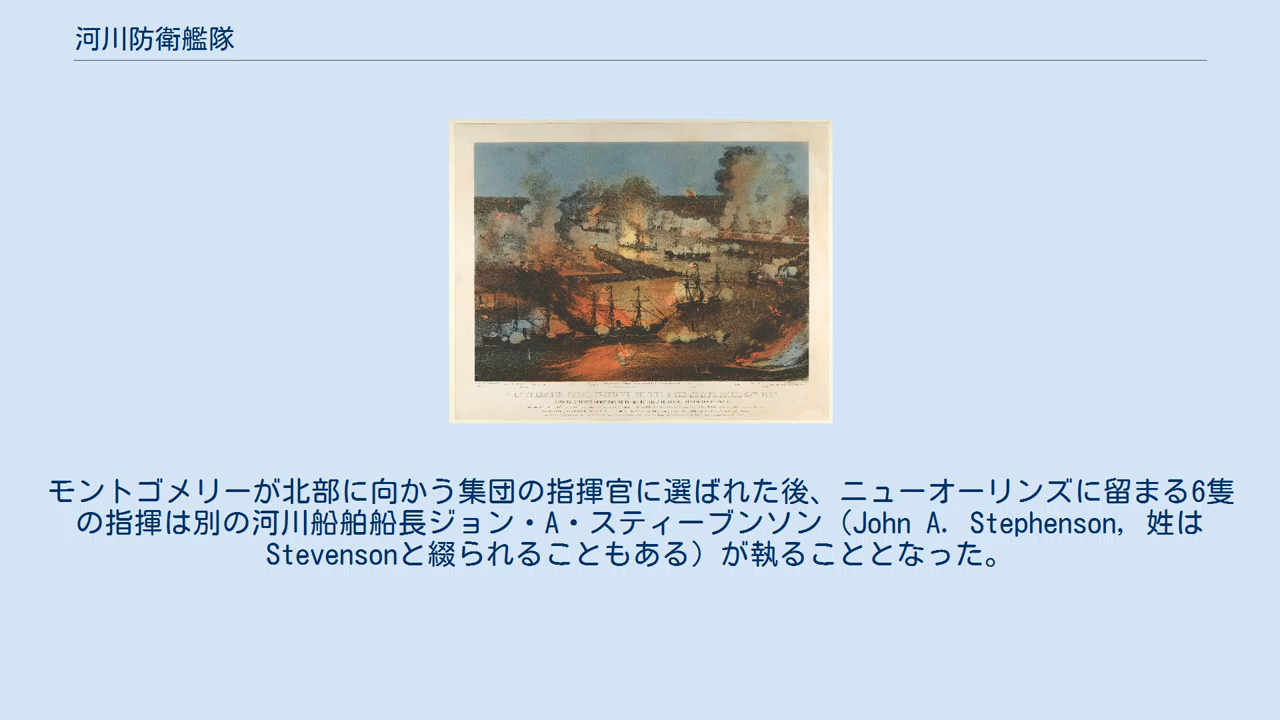 河川防衛艦隊
モントゴメリーが北部に向かう集団の指揮官に選ばれた後、ニューオーリンズに留まる6隻
の指揮は別の河川船舶船長ジョン・A・スティーブンソン（John A. Stephenson, 姓は
Stevensonと綴られることもある）が執ることとなった。